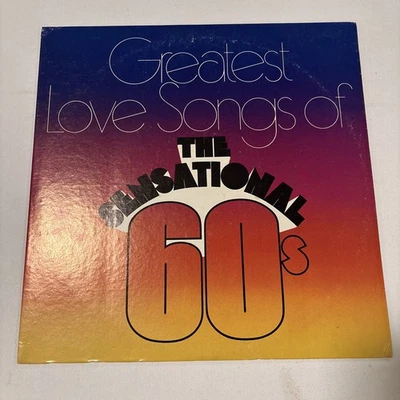 Greatest
Love Songs of
THE
SENSATIONAL
60s